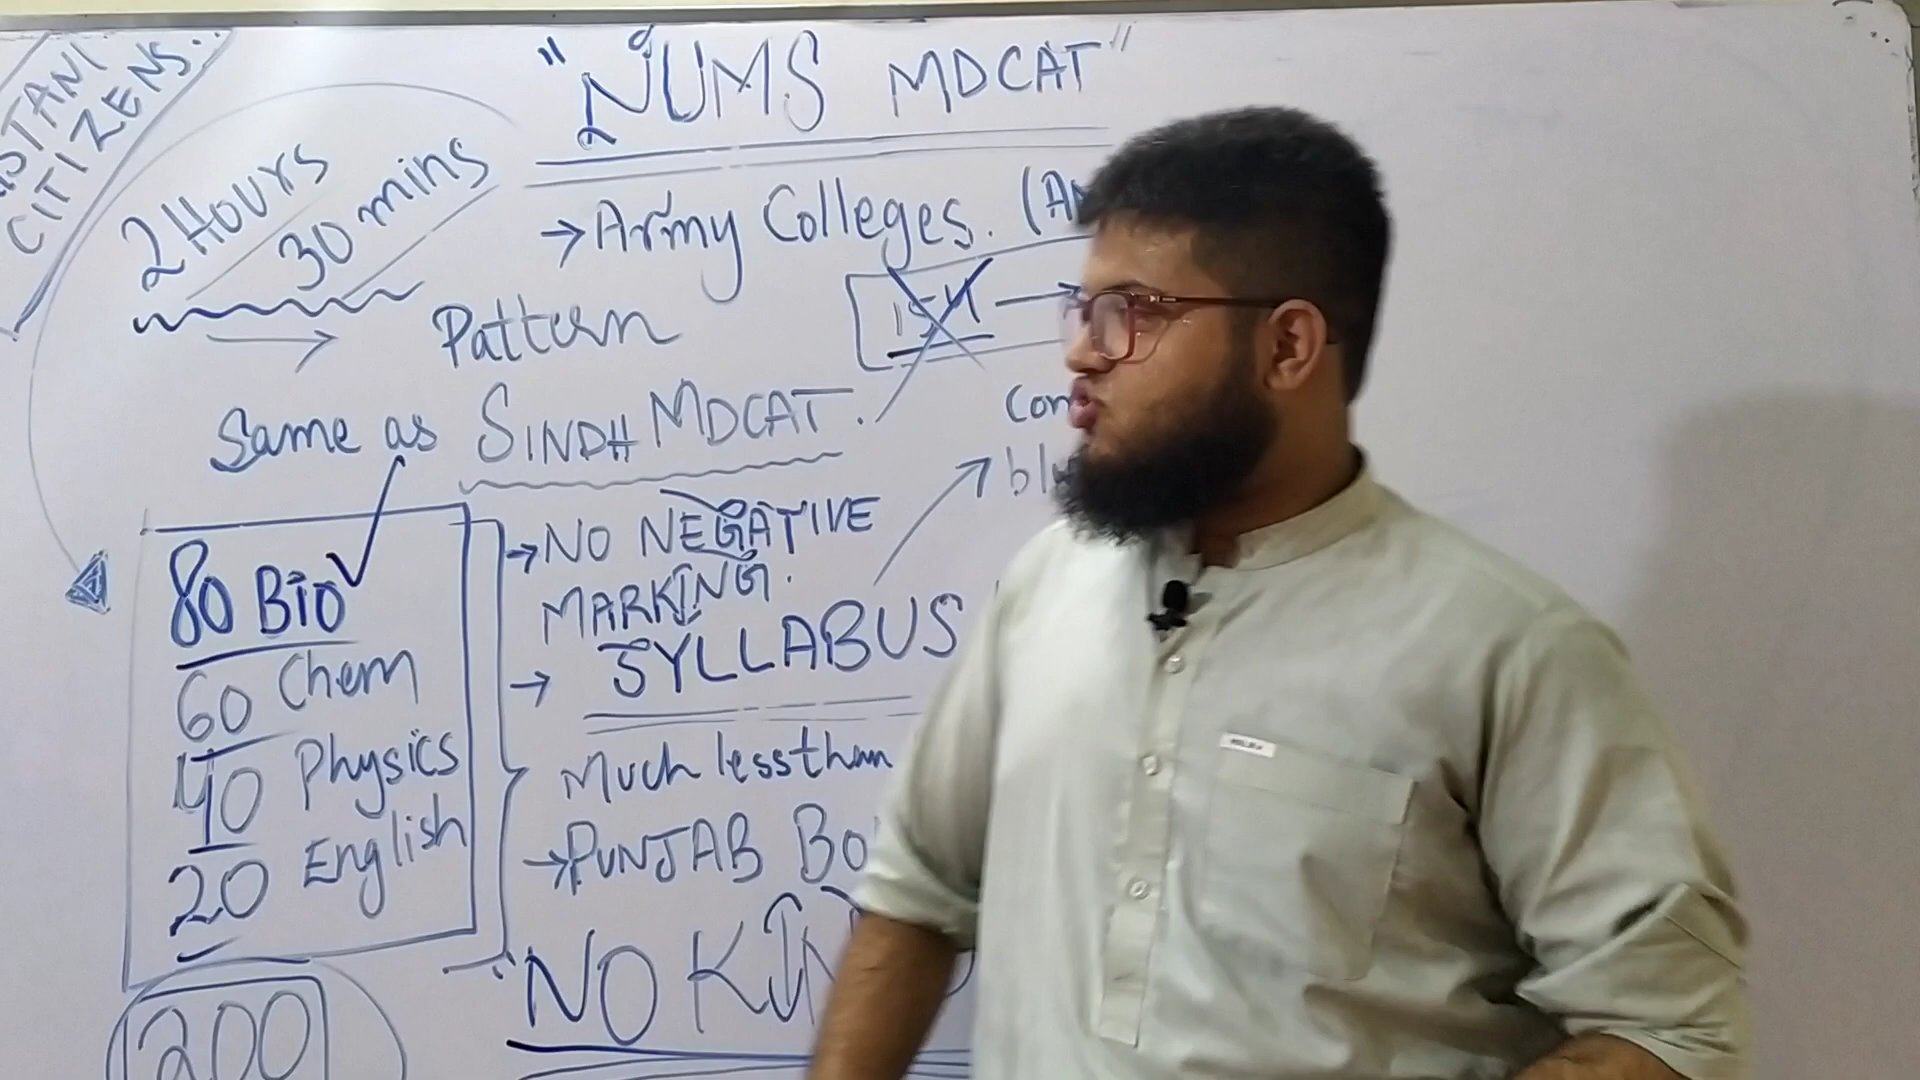 "NUMS MDCAT"
CITIZENS..
2 Hours
30 mins
→ Army Colleges.
→ Pattern
Same as SINDH MDCAT.
80 Bio
60 Chem
40 Physics
20 English
200
→ NO NEGATIVE
MARKING.
→ SYLLABUS
Much less than
→ PUNJAB
"NO